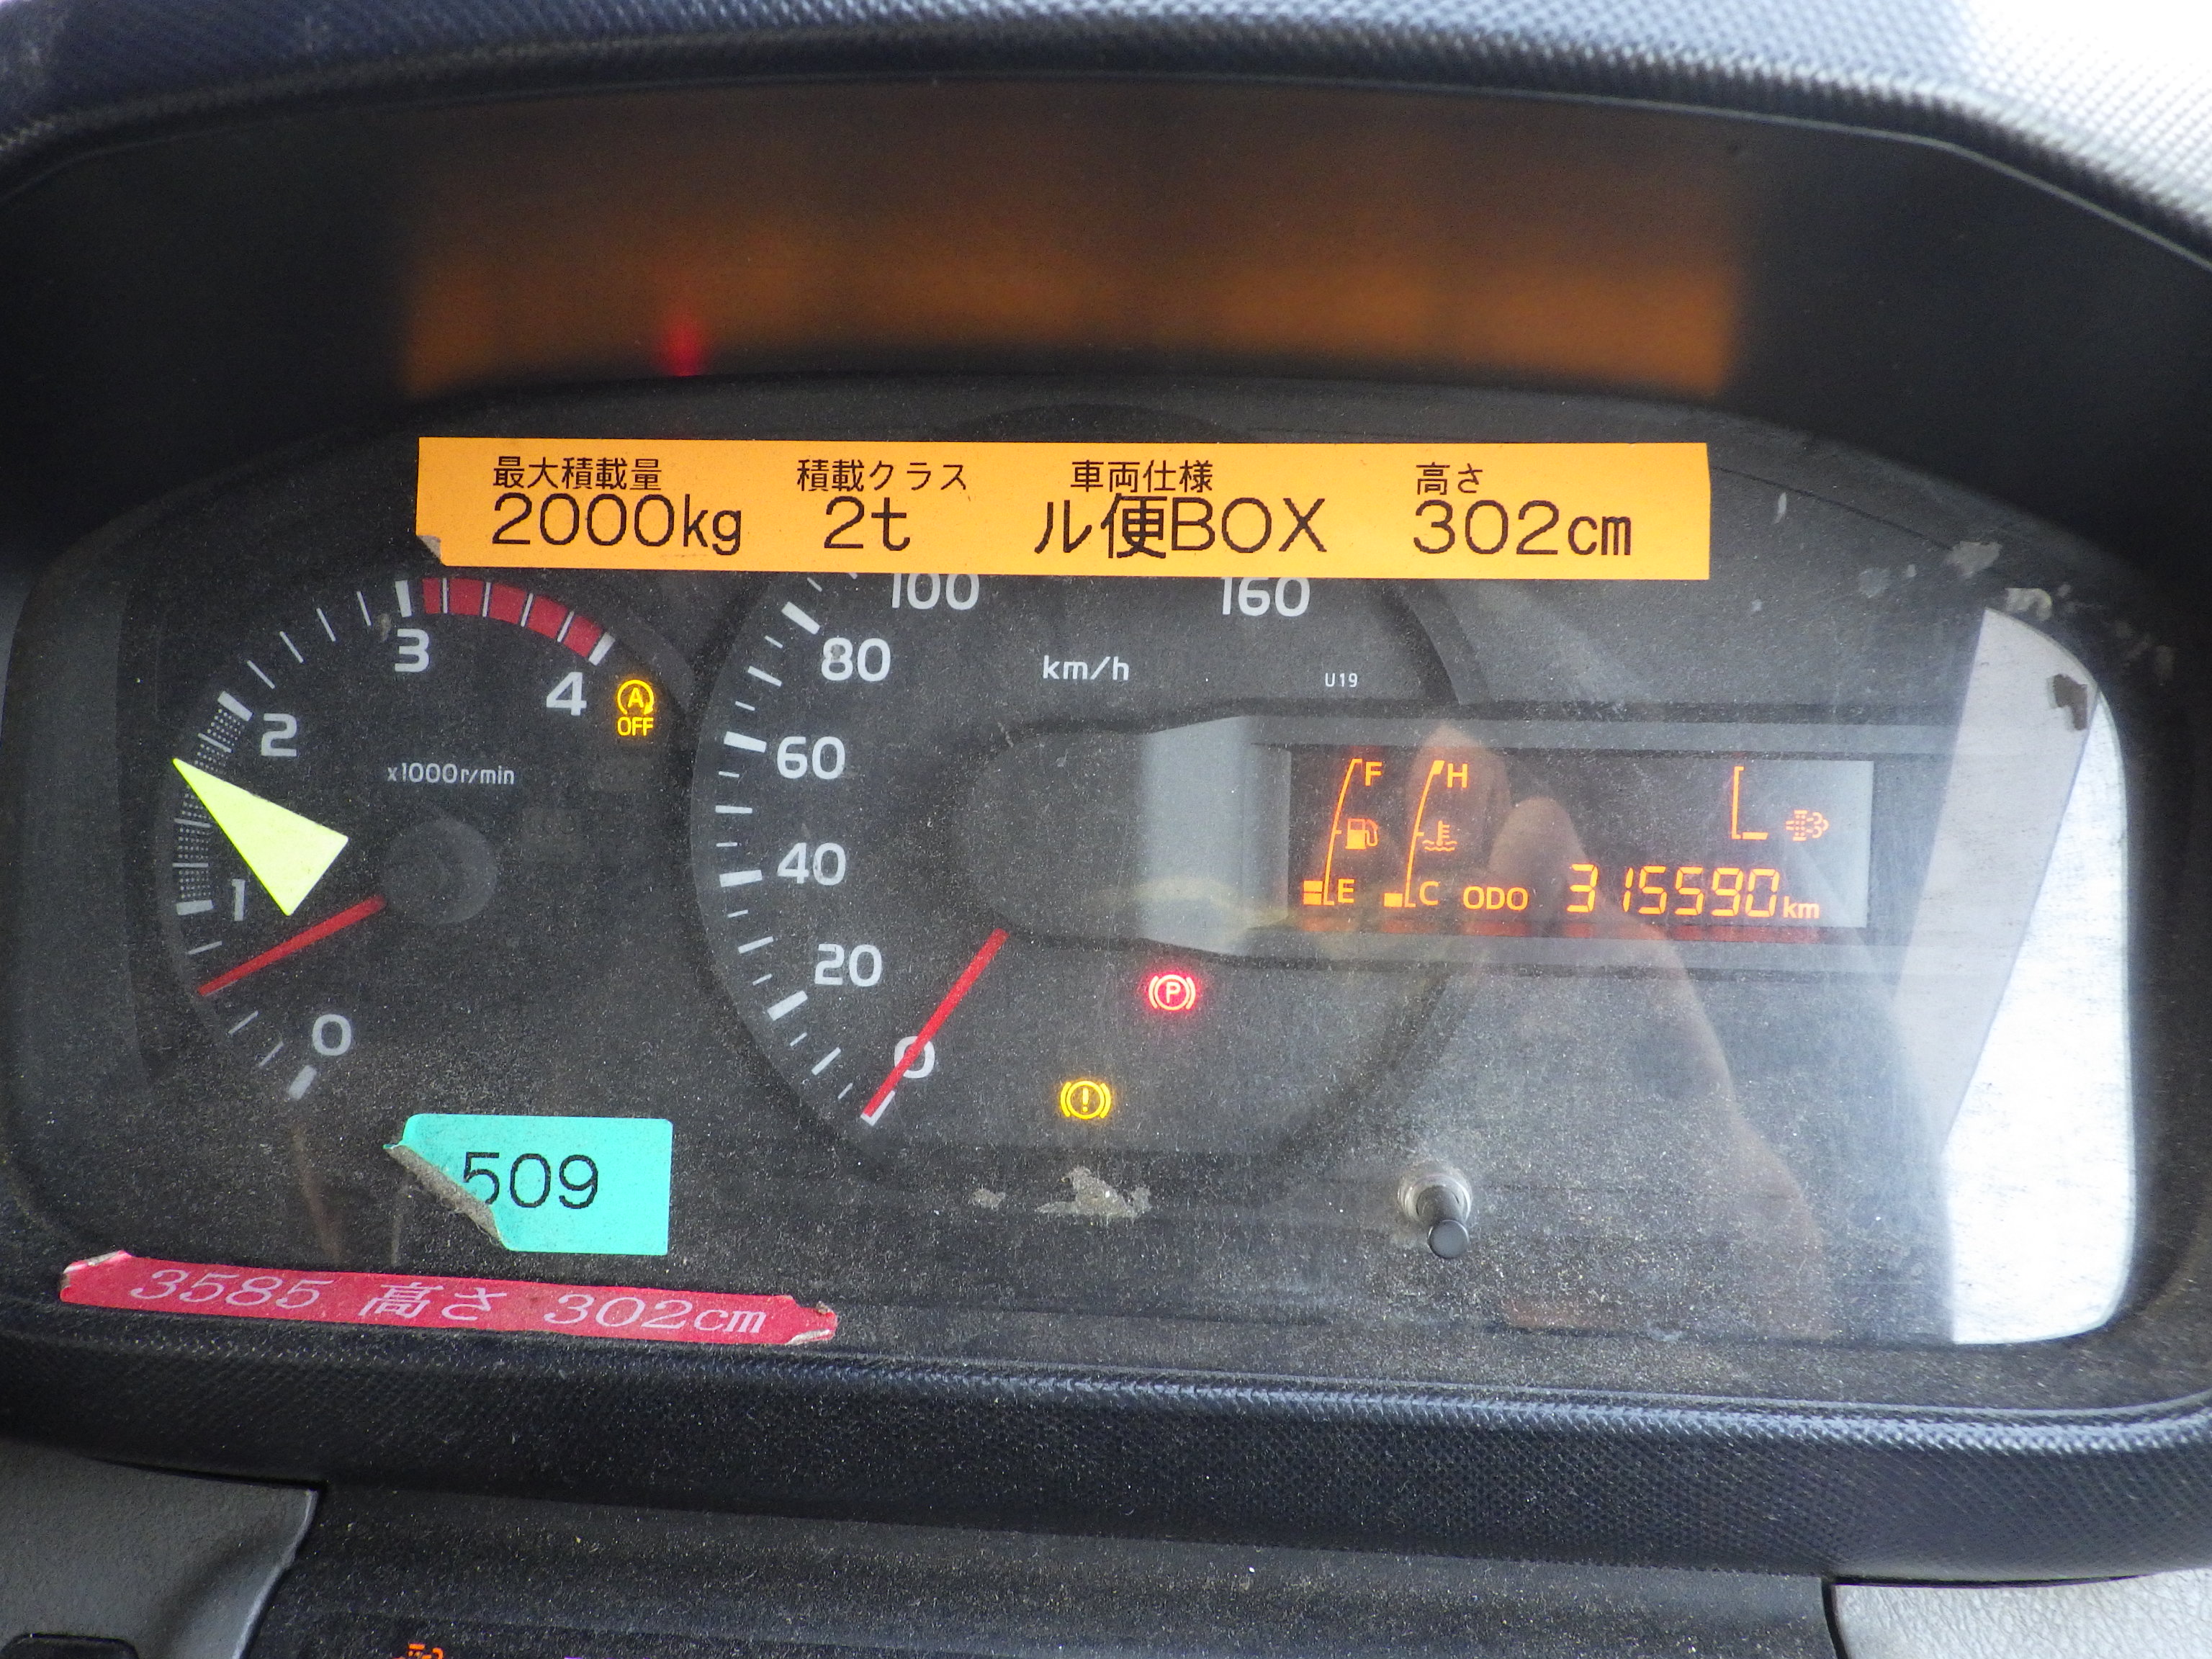 最大積載量 積載クラス 車両仕様 高さ
2000kg 2t ル便BOX 302cm
100 160
3 80 km/h
4 U19
A
OFF
2 60 F H
x1000r/min
40
1 E C ODO 315590km
20
P
0 0
!
509
3585 高さ 302cm